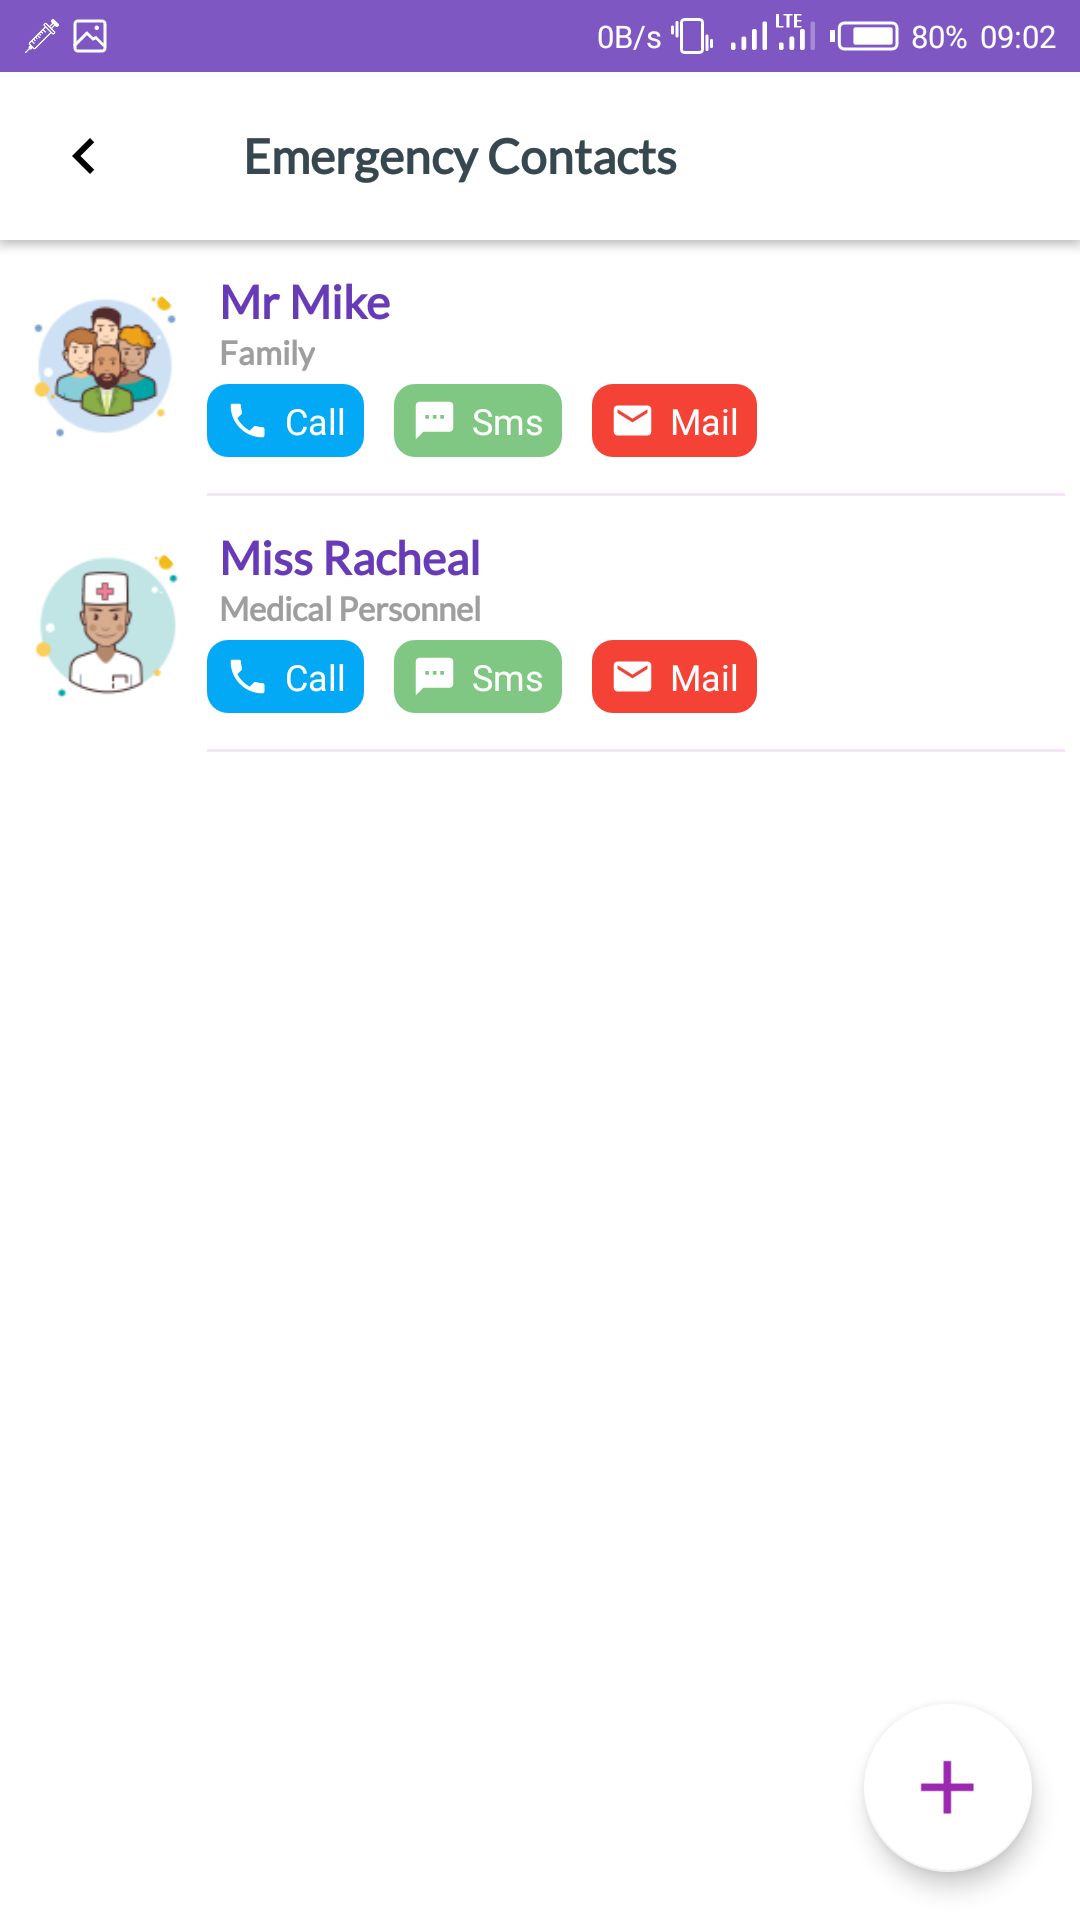 0B/s LTE 80% 09:02
Emergency Contacts
Mr Mike
Family
Call Sms Mail
Miss Racheal
Medical Personnel
Call Sms Mail